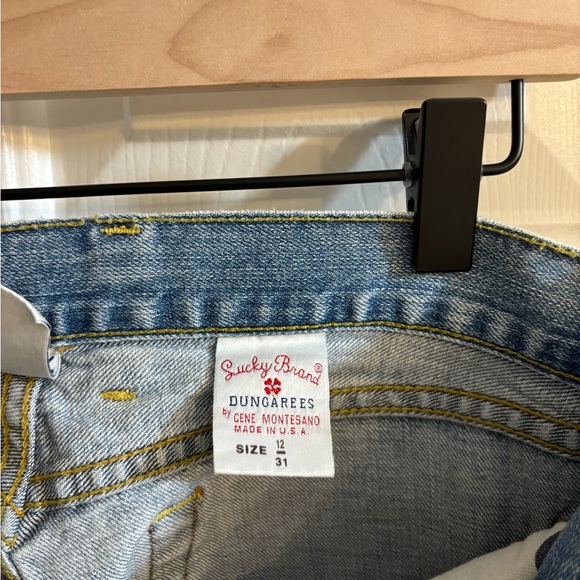 Lucky Brand®
DUNGAREES
by GENE MONTESANO
MADE IN U.S.A.
SIZE 12
31